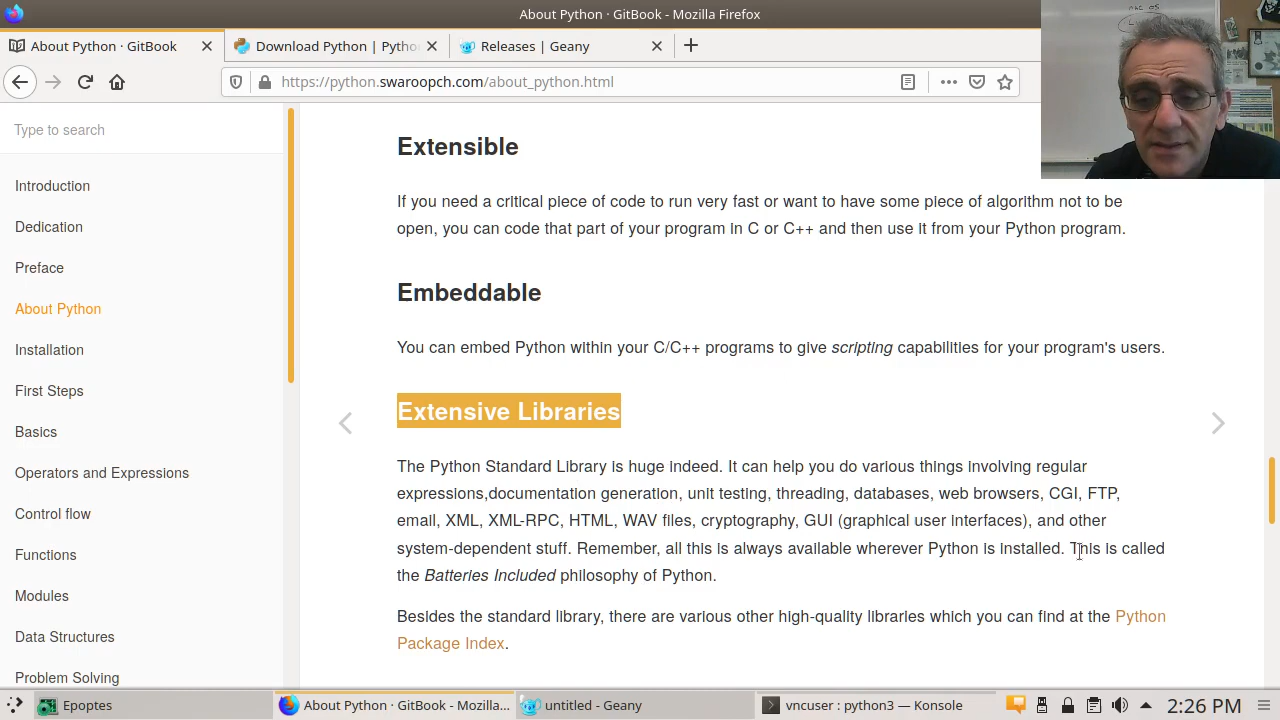 About Python · GitBook - Mozilla Firefox
About Python · GitBook
Download Python | Pytho
Releases | Geany
https://python.swaroopch.com/about_python.html
Type to search
Introduction
Dedication
Preface
About Python
Installation
First Steps
Basics
Operators and Expressions
Control flow
Functions
Modules
Data Structures
Problem Solving
Extensible
If you need a critical piece of code to run very fast or want to have some piece of algorithm not to be
open, you can code that part of your program in C or C++ and then use it from your Python program.
Embeddable
You can embed Python within your C/C++ programs to give scripting capabilities for your program's users.
Extensive Libraries
The Python Standard Library is huge indeed. It can help you do various things involving regular
expressions,documentation generation, unit testing, threading, databases, web browsers, CGI, FTP,
email, XML, XML-RPC, HTML, WAV files, cryptography, GUI (graphical user interfaces), and other
system-dependent stuff. Remember, all this is always available wherever Python is installed. This is called
the Batteries Included philosophy of Python.
Besides the standard library, there are various other high-quality libraries which you can find at the Python
Package Index.
Epoptes
About Python · GitBook - Mozilla...
untitled - Geany
vncuser : python3 — Konsole
2:26 PM